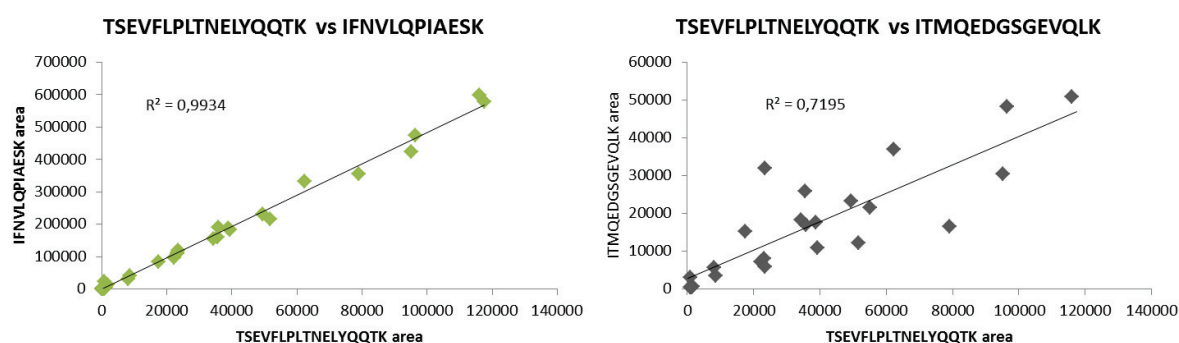 TSEVFLPLTNELYQQTK vs IFNVLQPIAESK
700000
600000
500000
400000
300000
200000
100000
0
R² = 0,9934
IFNVLQPIAESK area
0 20000 40000 60000 80000 100000 120000 140000
TSEVFLPLTNELYQQTK area
TSEVFLPLTNELYQQTK vs ITMQEDGSGEVQLK
60000
50000
40000
30000
20000
10000
0
R² = 0,7195
ITMQEDGSGEVQLK area
0 20000 40000 60000 80000 100000 120000 140000
TSEVFLPLTNELYQQTK area